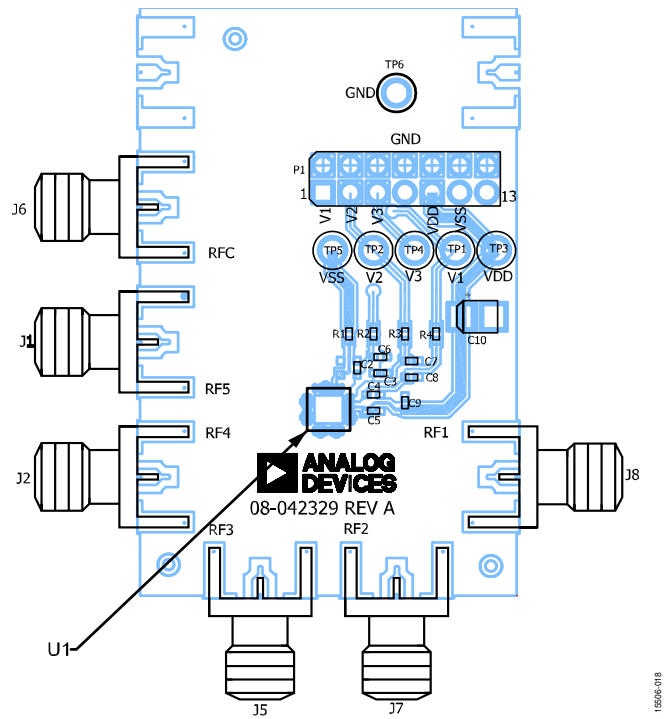 TP6
GND
GND
P1
1
13
V1
V2
V3
VDD
VSS
J6
RFC
TP5
TP2
TP4
TP1
TP3
VSS
V2
V3
V1
VDD
J1
RF5
R1
R2
R3
R4
+
C10
C6
C7
C2
C3
C8
C4
C9
C5
RF4
RF1
J2
J8
ANALOG
DEVICES
08-042329 REV A
RF3
RF2
U1
J5
J7
15506-018